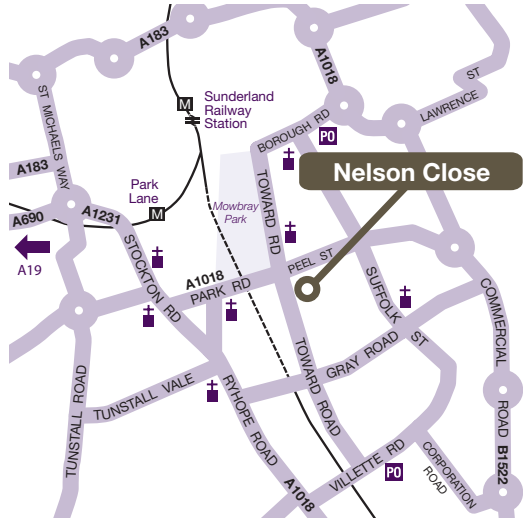 A183
A1018
ST
LAWRENCE
ST MICHAELS WAY
Sunderland
Railway
Station
M
BOROUGH RD
PO
A183
Nelson Close
Park
Lane
M
Mowbray
Park
TOWARD RD
A690
A1231
A19
STOCKTON RD
A1018
PARK RD
PEEL ST
SUFFOLK
ST
COMMERCIAL
ROAD B1522
GRAY ROAD
TOWARD ROAD
TUNSTALL VALE
TUNSTALL ROAD
RYHOPE ROAD
A1018
VILLETTE RD
PO
CORPORATION
ROAD